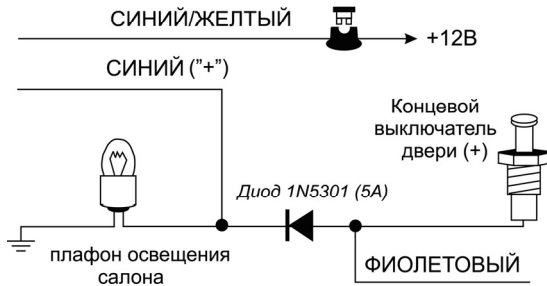 СИНИЙ/ЖЕЛТЫЙ
+12В
СИНИЙ ("+")
Концевой
выключатель
двери (+)
Диод 1N5301 (5А)
плафон освещения
салона
ФИОЛЕТОВЫЙ